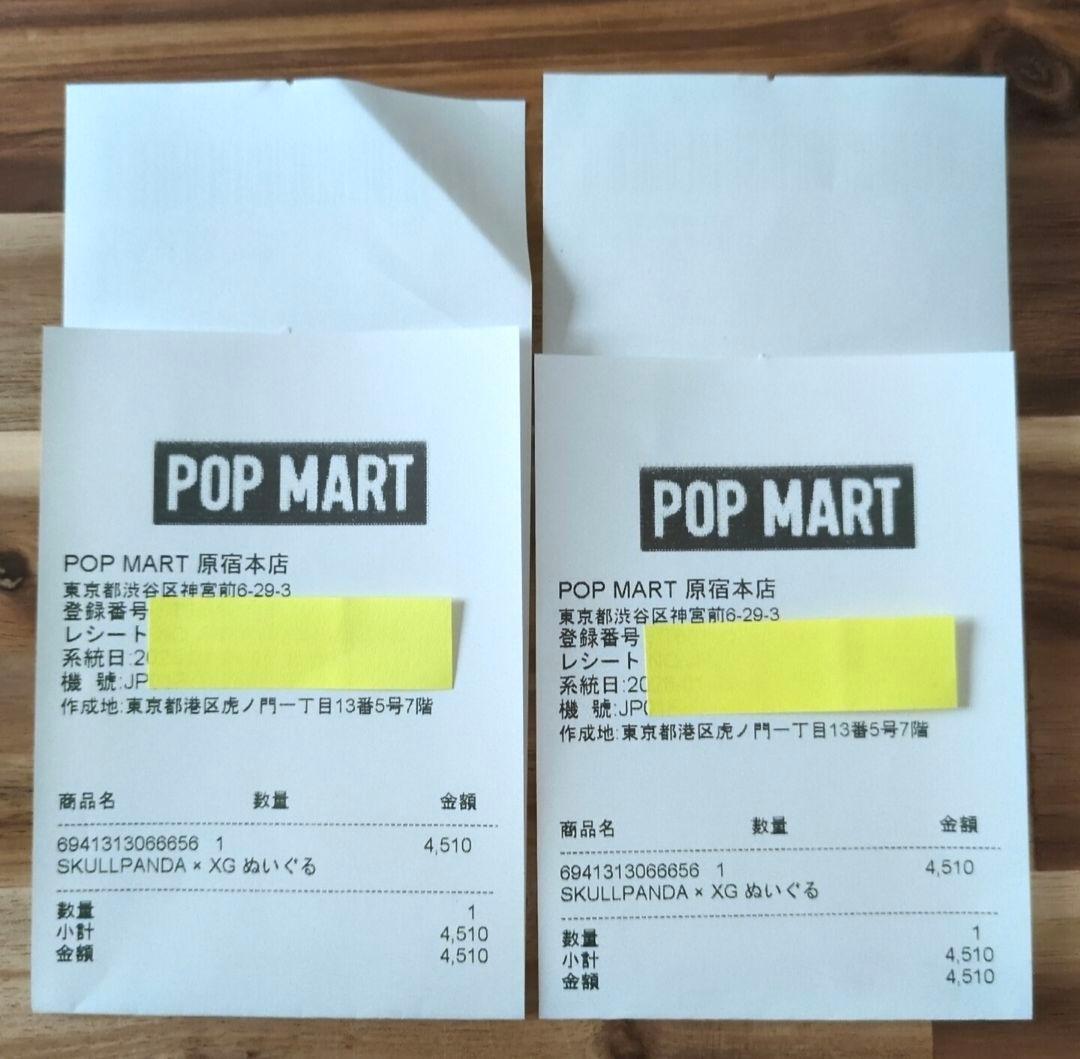 POP MART
POP MART 原宿本店
東京都渋谷区神宮前6-29-3
登録番号
レシート
系統日:20
機 號:JP
作成地:東京都港区虎ノ門一丁目13番5号7階
商品名 数量 金額
6941313066656 1 4,510
SKULLPANDA × XG ぬいぐる
数量 1
小計 4,510
金額 4,510
POP MART
POP MART 原宿本店
東京都渋谷区神宮前6-29-3
登録番号
レシート
系統日:20
機 號:JP
作成地:東京都港区虎ノ門一丁目13番5号7階
商品名 数量 金額
6941313066656 1 4,510
SKULLPANDA × XG ぬいぐる
数量 1
小計 4,510
金額 4,510